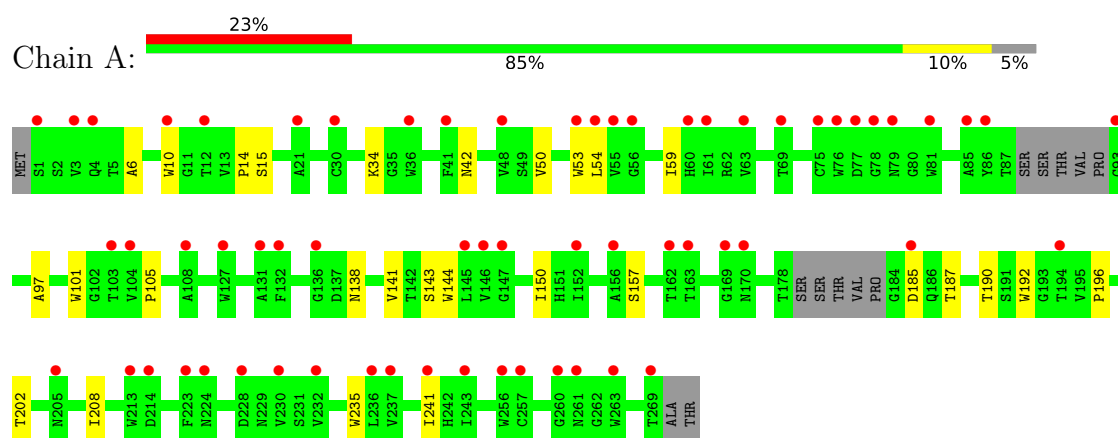 23%
Chain A:
85% 10% 5%
MET S1 S2 V3 Q4 T5 A6 W10 G11 T12 V13 P14 S15 A21 C30 K34 G35 W36 F41 N42 V48 S49 V50 W53 L54 V55 G56 I59 H60 I61 R62 V63 T69 C75 W76 D77 G78 N79 G80 W81 A85 Y86 T87 SER SER THR VAL PRO G93
A97 W101 G102 T103 V104 P105 A108 W127 A131 F132 G136 D137 N138 V141 T142 S143 W144 L145 V146 G147 I150 H151 I152 A156 S157 T162 T163 G169 N170 T178 SER SER THR VAL PRO G184 D185 Q186 T187 T190 S191 W192 G193 T194 V195 P196
T202 N205 I208 W213 D214 F223 N224 D228 N229 V230 S231 V232 W235 L236 V237 I241 H242 I243 W256 C257 G260 N261 G262 W263 T269 ALA THR